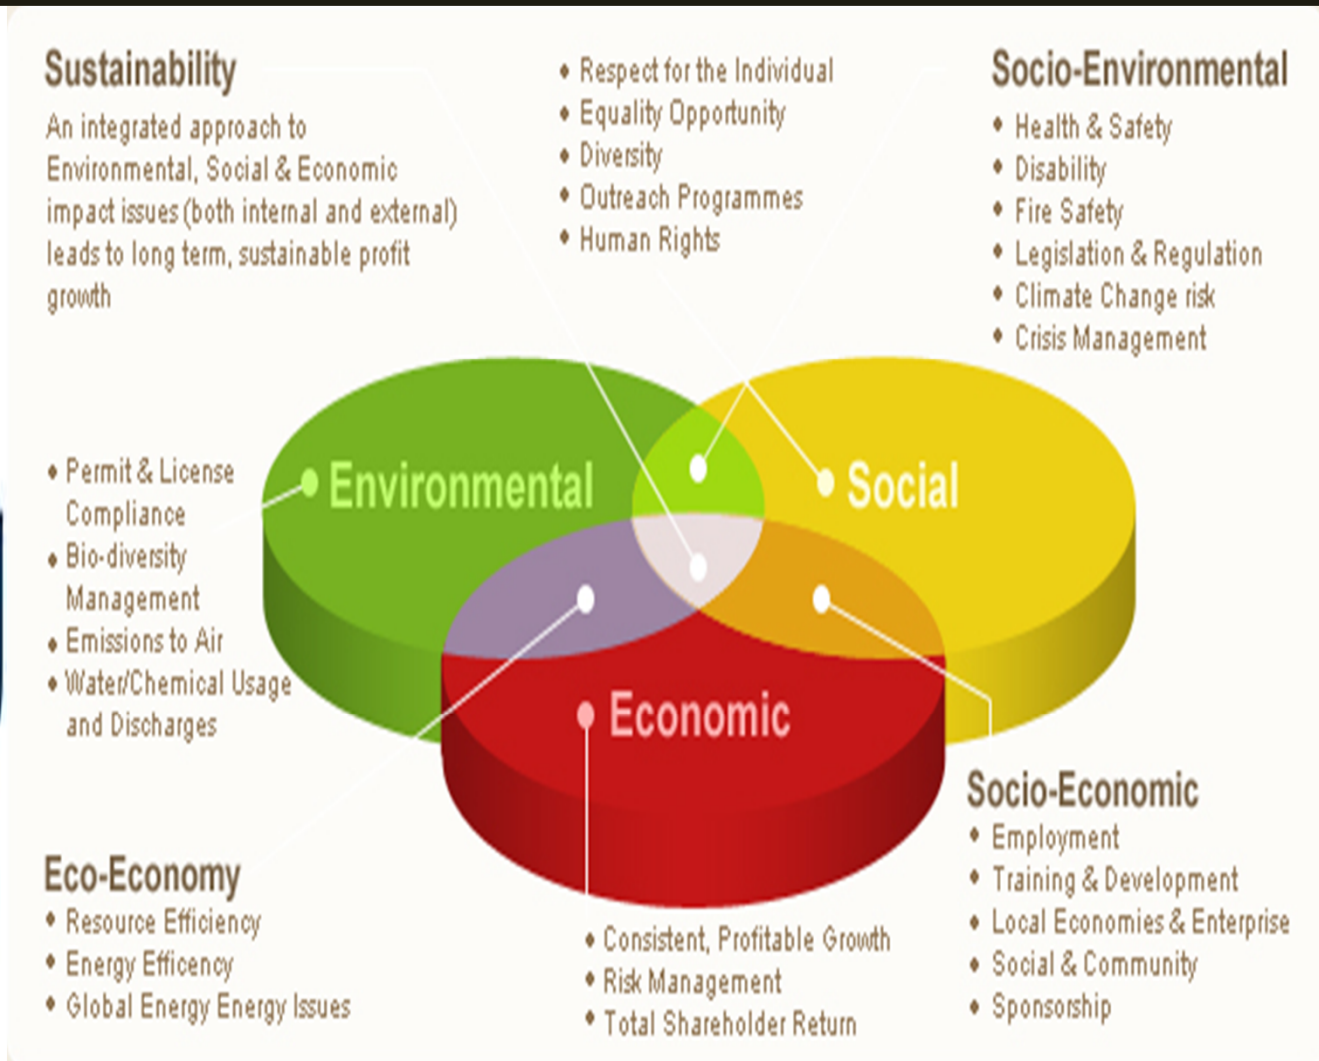 Sustainability
An integrated approach to
Environmental, Social & Economic
impact issues (both internal and external)
leads to long term, sustainable profit
growth
• Respect for the Individual
• Equality Opportunity
• Diversity
• Outreach Programmes
• Human Rights
Socio-Environmental
• Health & Safety
• Disability
• Fire Safety
• Legislation & Regulation
• Climate Change risk
• Crisis Management
• Permit & License
Compliance
• Bio-diversity
Management
• Emissions to Air
• Water/Chemical Usage
and Discharges
Environmental
Social
Economic
Eco-Economy
• Resource Efficiency
• Energy Efficency
• Global Energy Energy Issues
• Consistent, Profitable Growth
• Risk Management
• Total Shareholder Return
Socio-Economic
• Employment
• Training & Development
• Local Economies & Enterprise
• Social & Community
• Sponsorship